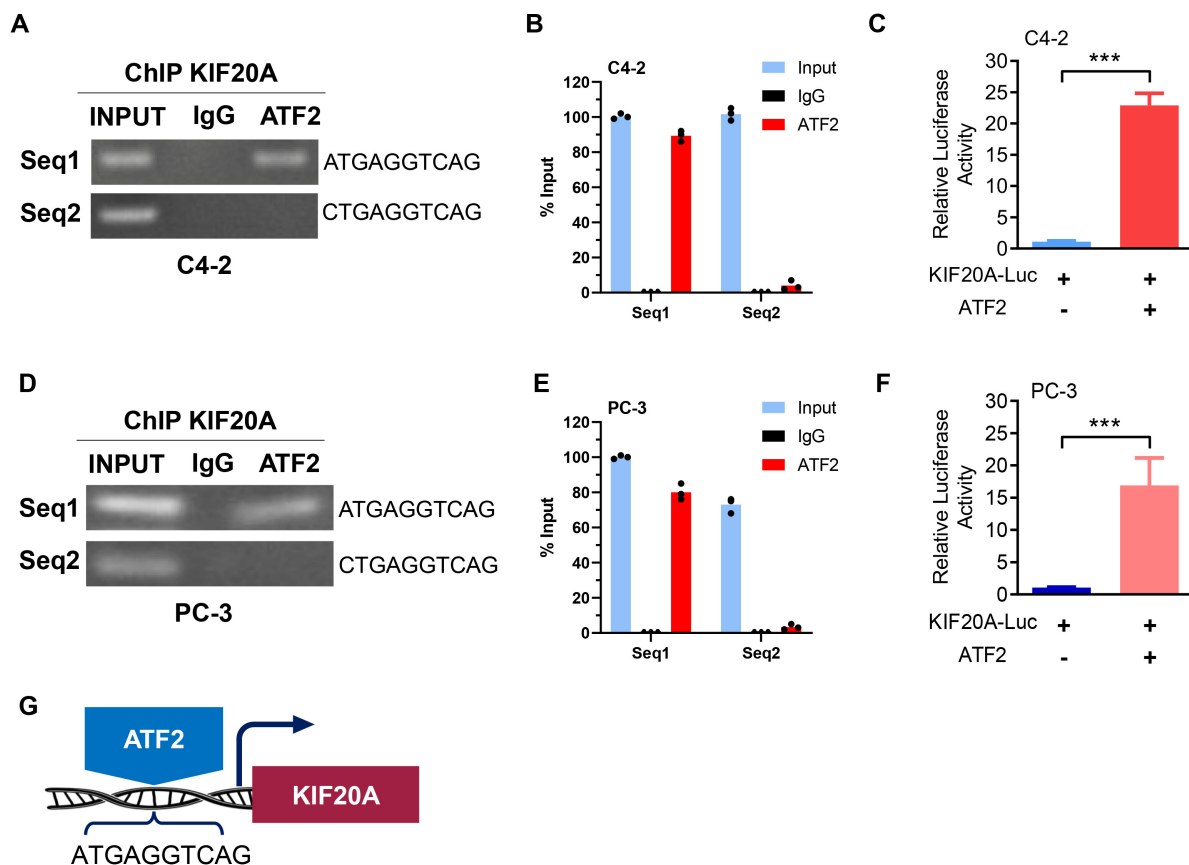 A
ChIP KIF20A
INPUT IgG ATF2
Seq1 ATGAGGTCAG
Seq2 CTGAGGTCAG
C4-2
B
C4-2
Input
IgG
ATF2
% Input
120
100
80
60
40
20
0
Seq1 Seq2
C
C4-2
***
Relative Luciferase
Activity
30
25
20
15
10
5
0
KIF20A-Luc + +
ATF2 - +
D
ChIP KIF20A
INPUT IgG ATF2
Seq1 ATGAGGTCAG
Seq2 CTGAGGTCAG
PC-3
E
PC-3
Input
IgG
ATF2
% Input
120
100
80
60
40
20
0
Seq1 Seq2
F
PC-3
***
Relative Luciferase
Activity
30
25
20
15
10
5
0
KIF20A-Luc + +
ATF2 - +
G
ATF2
KIF20A
ATGAGGTCAG